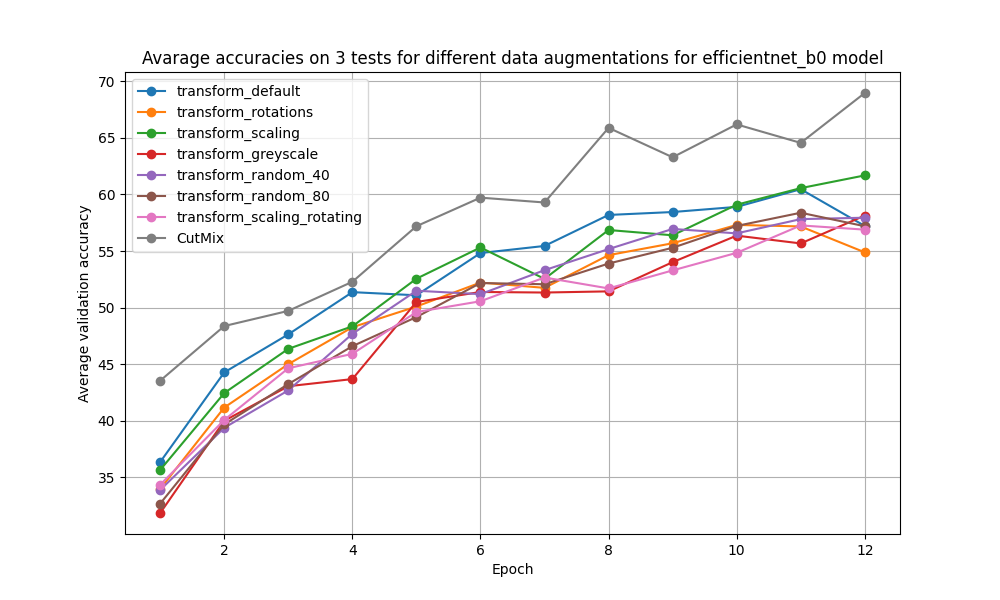 Avarage accuracies on 3 tests for different data augmentations for efficientnet_b0 model
70
65
60
55
50
45
40
35
Average validation accuracy
transform_default
transform_rotations
transform_scaling
transform_greyscale
transform_random_40
transform_random_80
transform_scaling_rotating
CutMix
2 4 6 8 10 12
Epoch